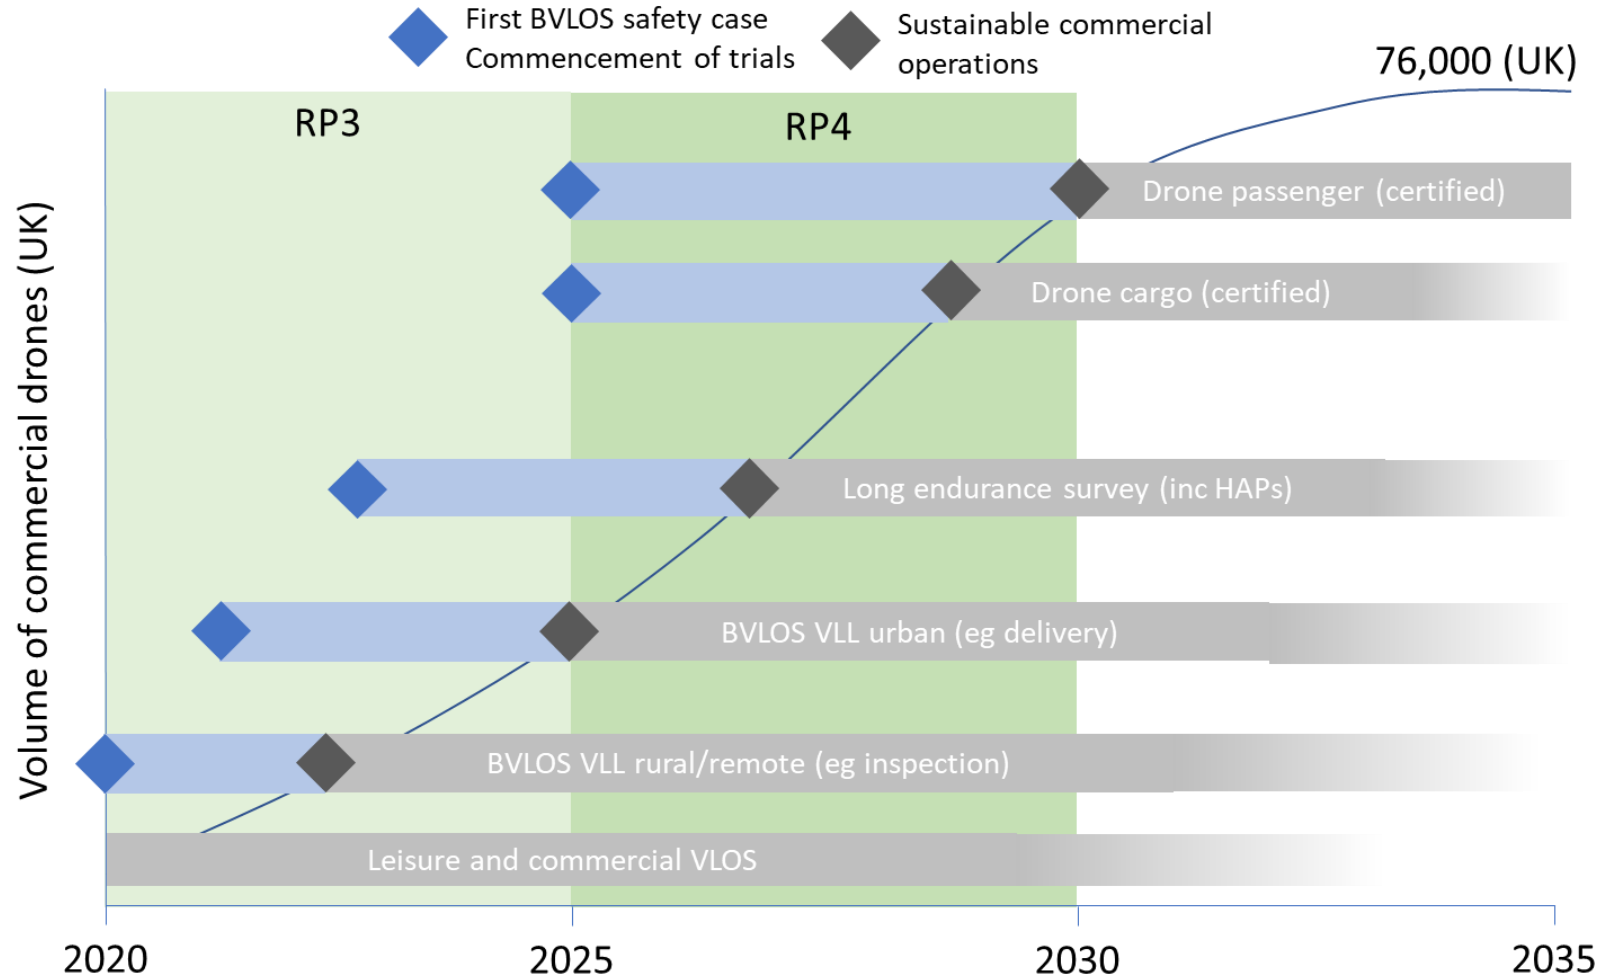 First BVLOS safety case
Commencement of trials
Sustainable commercial
operations
76,000 (UK)
RP3
RP4
Drone passenger (certified)
Drone cargo (certified)
Long endurance survey (inc HAPs)
BVLOS VLL urban (eg delivery)
BVLOS VLL rural/remote (eg inspection)
Leisure and commercial VLOS
Volume of commercial drones (UK)
2020
2025
2030
2035